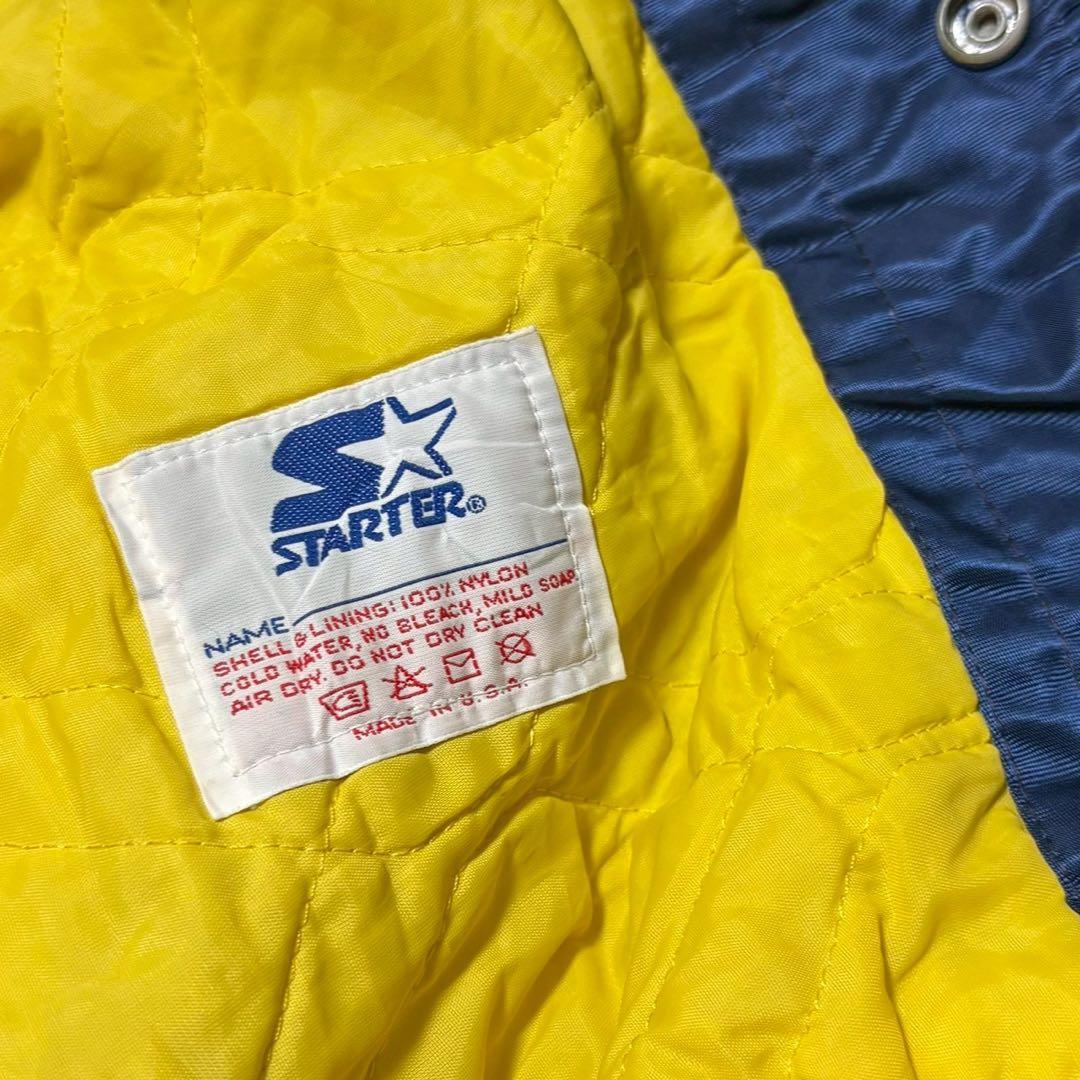 STARTER®
NAME
SHELL & LINING: 100% NYLON
COLD WATER, NO BLEACH, MILD SOAP
AIR DRY. DO NOT DRY CLEAN
MADE IN U.S.A.